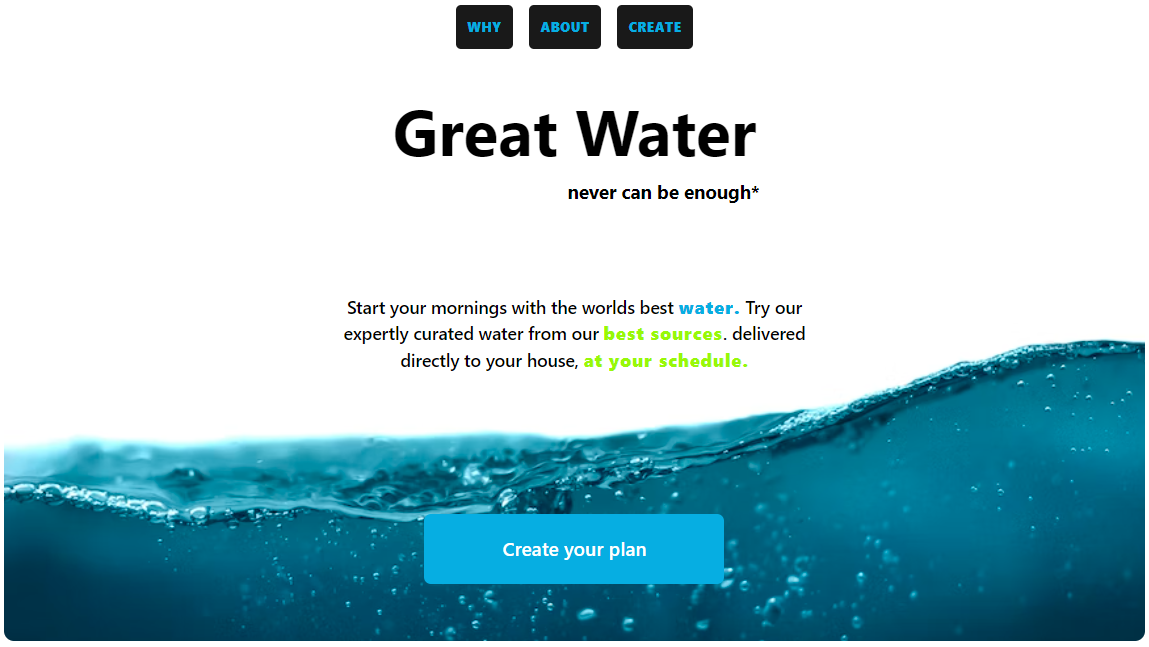 WHY ABOUT CREATE
Great Water
never can be enough*
Start your mornings with the worlds best water. Try our
expertly curated water from our best sources. delivered
directly to your house, at your schedule.
Create your plan